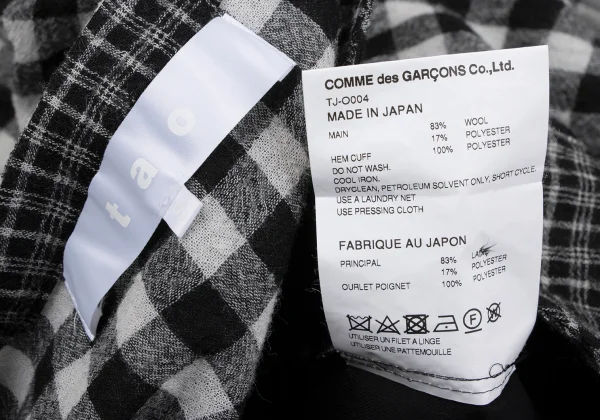 tao
COMME des GARÇONS Co.,Ltd.
TJ-O004
MADE IN JAPAN
MAIN 83% WOOL
17% POLYESTER
HEM CUFF 100% POLYESTER
DO NOT WASH.
COOL IRON.
DRYCLEAN, PETROLEUM SOLVENT ONLY, SHORT CYCLE.
USE A LAUNDRY NET
USE PRESSING CLOTH
FABRIQUE AU JAPON
PRINCIPAL 83% LAINE
17% POLYESTER
OURLET POIGNET 100% POLYESTER
UTILISER UN FILET A LINGE
UTILISER UNE PATTEMOUILLE